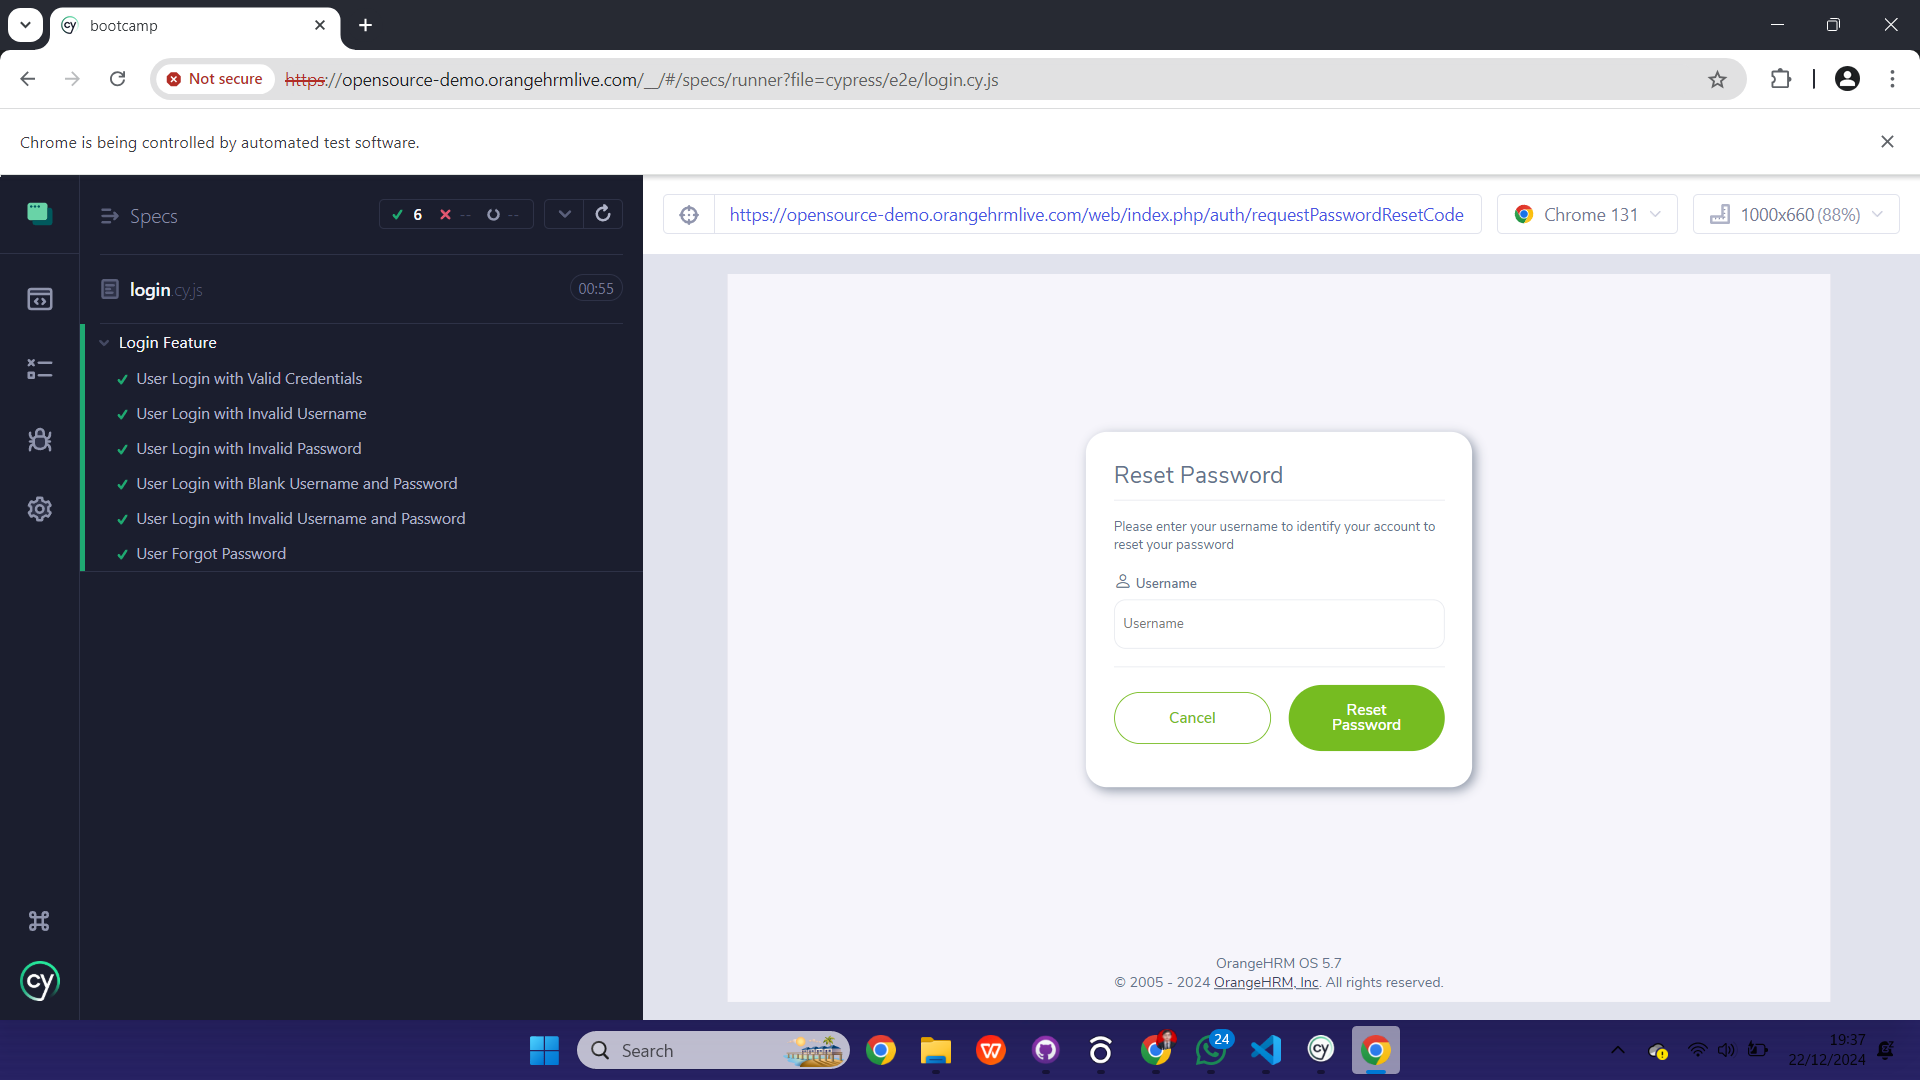 bootcamp
Not secure
https://opensource-demo.orangehrmlive.com/__/#/specs/runner?file=cypress/e2e/login.cy.js
Chrome is being controlled by automated test software.
Specs
6 -- --
login.cy.js
00:55
Login Feature
User Login with Valid Credentials
User Login with Invalid Username
User Login with Invalid Password
User Login with Blank Username and Password
User Login with Invalid Username and Password
User Forgot Password
cy
https://opensource-demo.orangehrmlive.com/web/index.php/auth/requestPasswordResetCode
Chrome 131
1000x660 (88%)
Reset Password
Please enter your username to identify your account to
reset your password
Username
Username
Cancel
Reset
Password
OrangeHRM OS 5.7
© 2005 - 2024 OrangeHRM, Inc. All rights reserved.
Search
24
19:37
22/12/2024